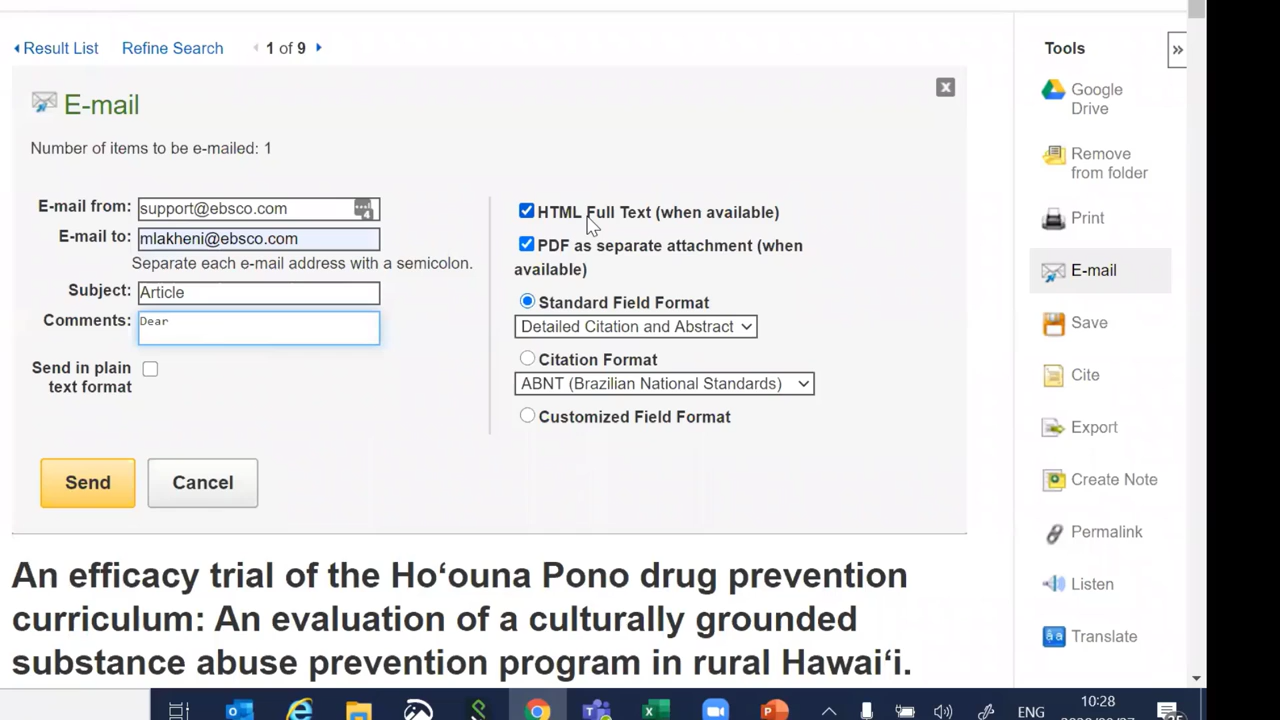 Result List Refine Search 1 of 9
E-mail
Number of items to be e-mailed: 1
E-mail from: support@ebsco.com
E-mail to: mlakheni@ebsco.com
Separate each e-mail address with a semicolon.
Subject: Article
Comments: Dear
Send in plain
text format
HTML Full Text (when available)
PDF as separate attachment (when
available)
Standard Field Format
Detailed Citation and Abstract
Citation Format
ABNT (Brazilian National Standards)
Customized Field Format
Send Cancel
An efficacy trial of the Hoʻouna Pono drug prevention
curriculum: An evaluation of a culturally grounded
substance abuse prevention program in rural Hawaiʻi.
Tools »
Google
Drive
Remove
from folder
Print
E-mail
Save
Cite
Export
Create Note
Permalink
Listen
Translate
ENG
10:28